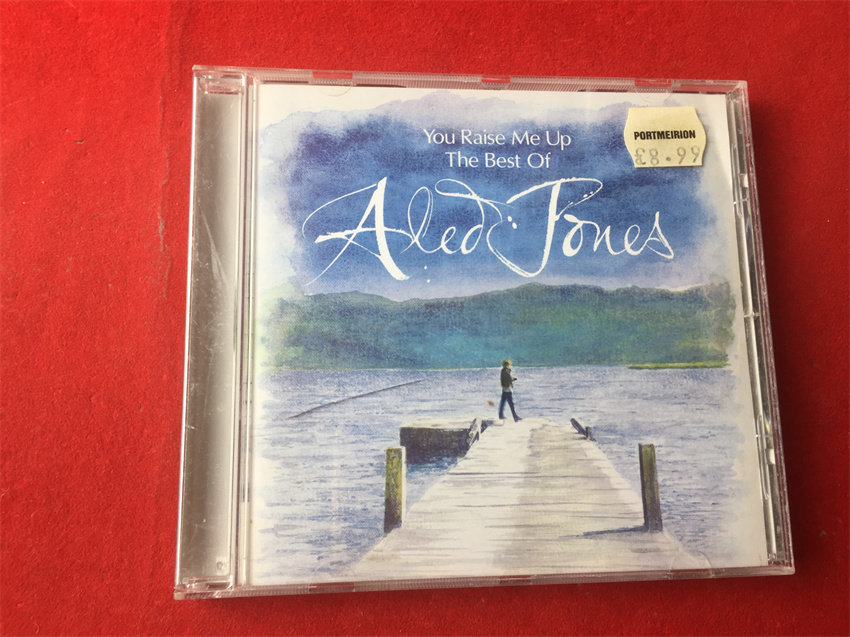 You Raise Me Up
The Best Of
Aled Jones
PORTMEIRION
£8.99